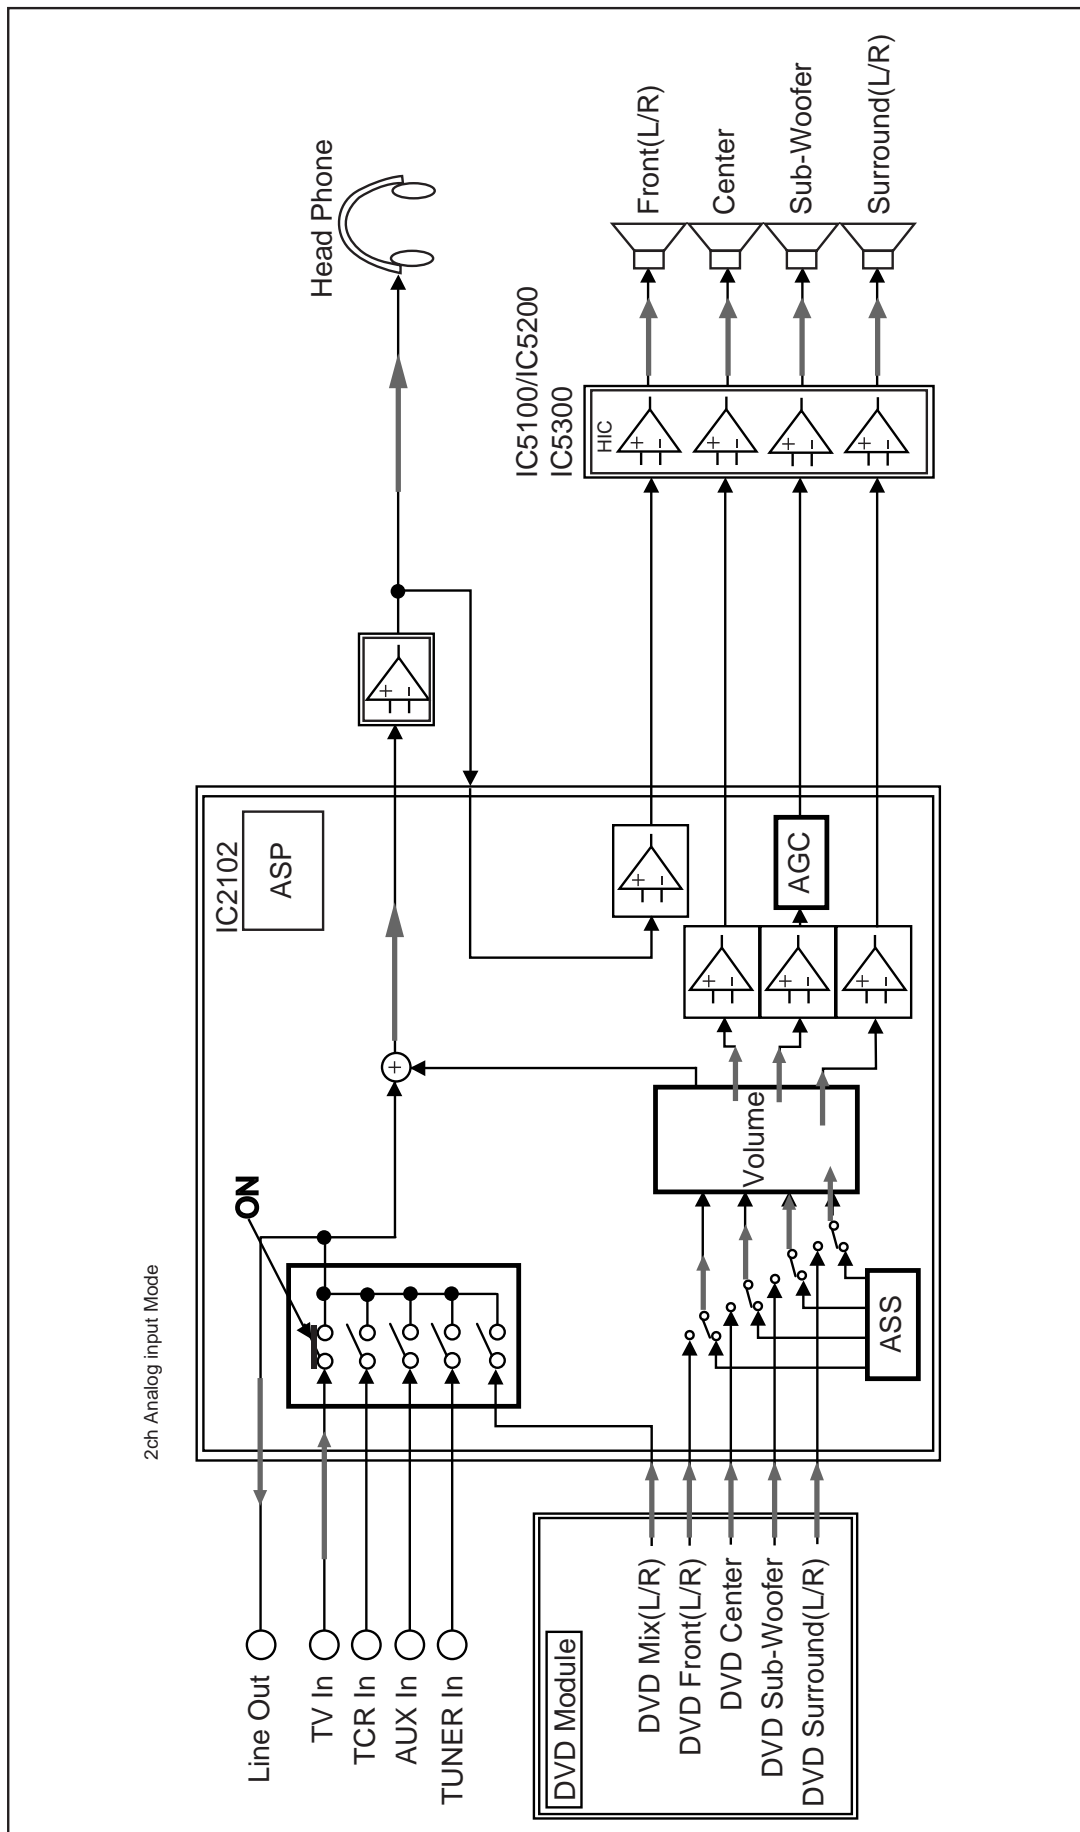 2ch Analog input Mode
Line Out
TV In
TCR In
AUX In
TUNER In
DVD Module
DVD Mix(L/R)
DVD Front(L/R)
DVD Center
DVD Sub-Woofer
DVD Surround(L/R)
ON
IC2102
ASP
+
ASS
Volume
+ −
+ −
+ −
AGC
+ −
+ −
Head Phone
IC5100/IC5200
IC5300
HIC
+ −
+ −
+ −
+ −
Front(L/R)
Center
Sub-Woofer
Surround(L/R)